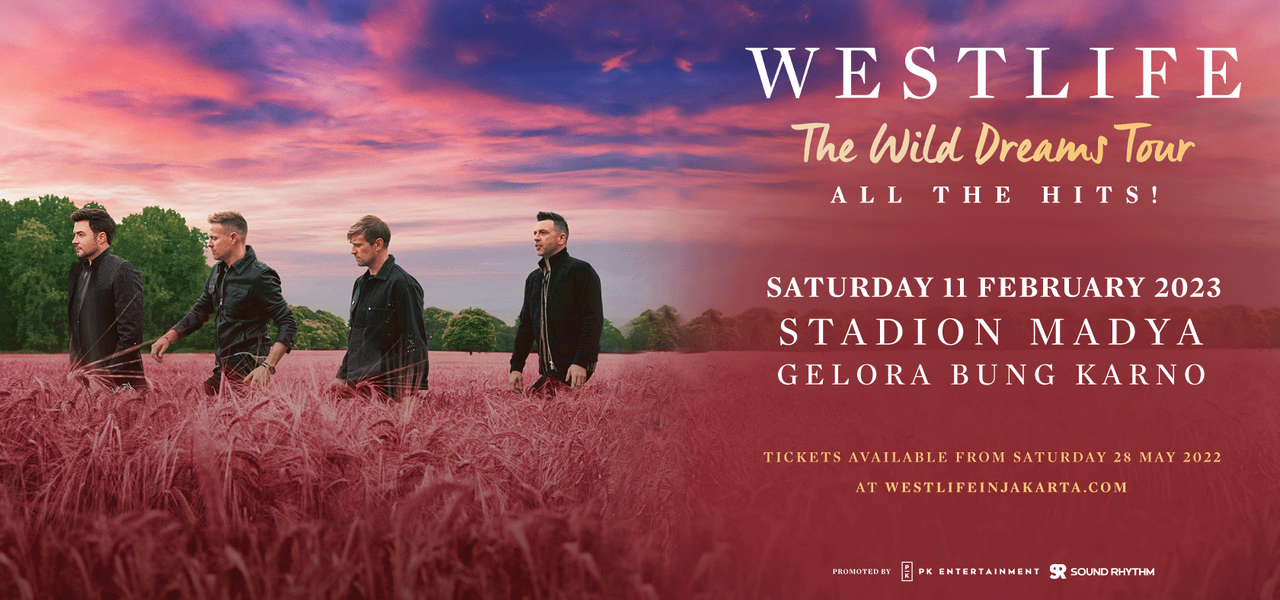 WESTLIFE
The Wild Dreams Tour
ALL THE HITS!
SATURDAY 11 FEBRUARY 2023
STADION MADYA
GELORA BUNG KARNO
TICKETS AVAILABLE FROM SATURDAY 28 MAY 2022
AT WESTLIFEINJAKARTA.COM
PROMOTED BY PK PK ENTERTAINMENT SR SOUND RHYTHM